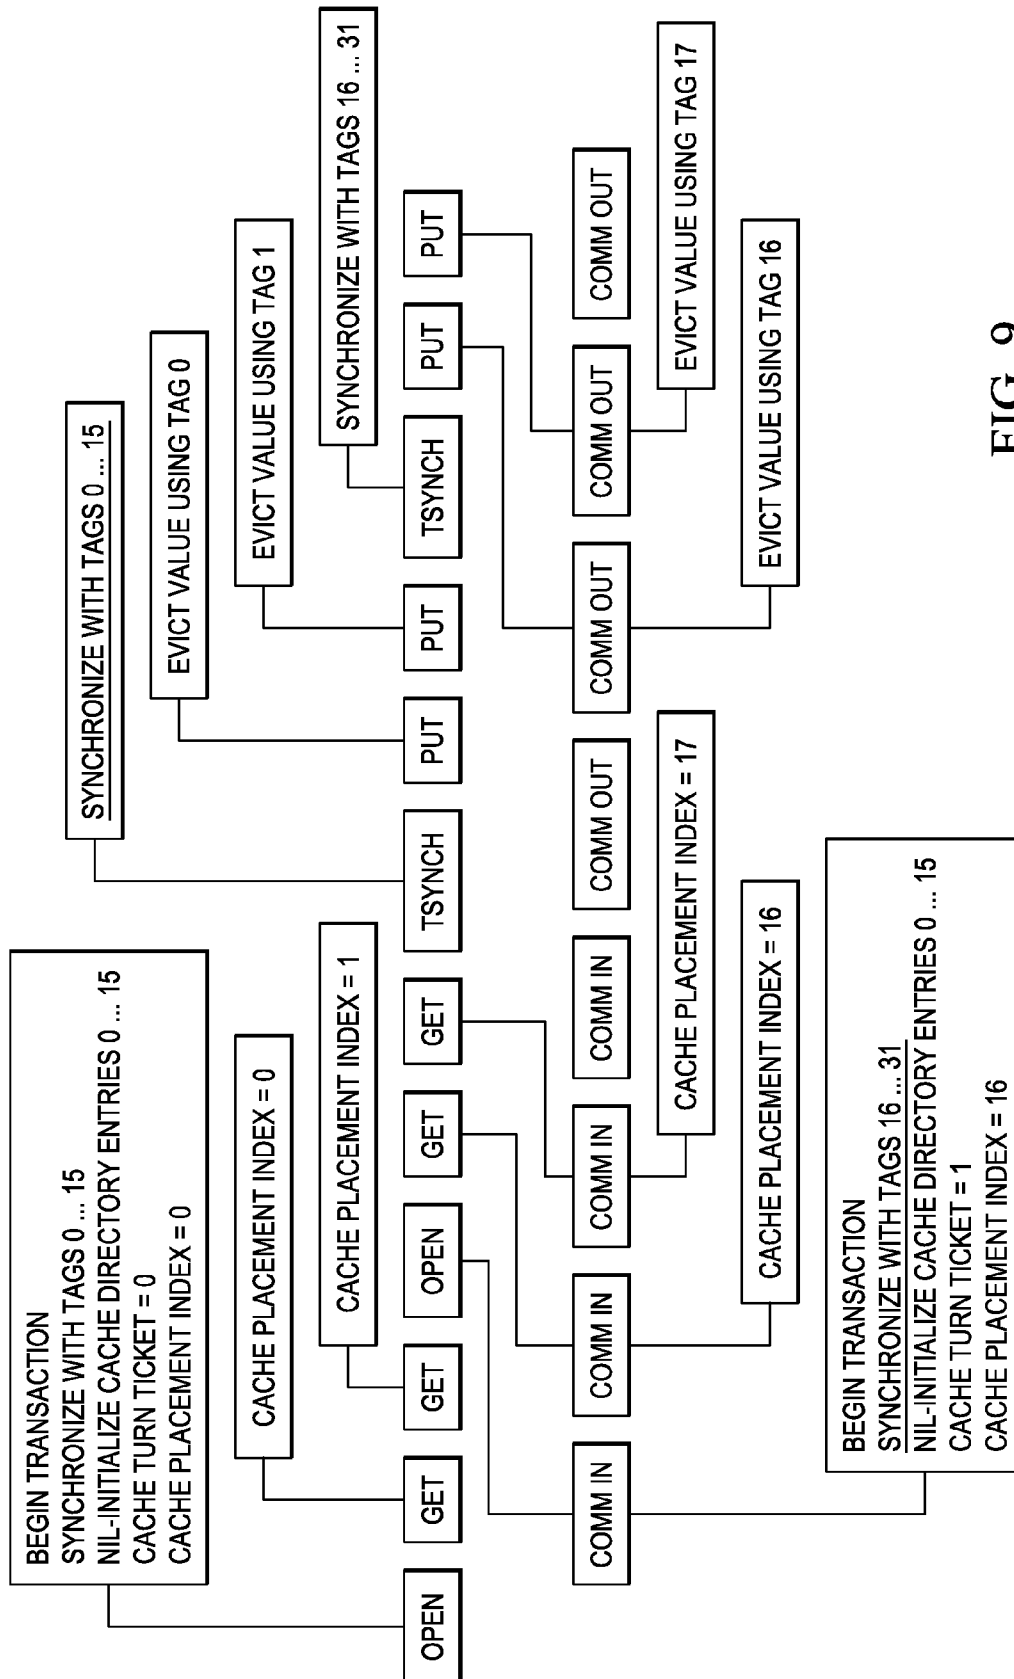 BEGIN TRANSACTION
SYNCHRONIZE WITH TAGS 0 ... 15
NIL-INITIALIZE CACHE DIRECTORY ENTRIES 0 ... 15
CACHE TURN TICKET = 0
CACHE PLACEMENT INDEX = 0
SYNCHRONIZE WITH TAGS 0 ... 15
EVICT VALUE USING TAG 0
CACHE PLACEMENT INDEX = 0
EVICT VALUE USING TAG 1
CACHE PLACEMENT INDEX = 1
SYNCHRONIZE WITH TAGS 16 ... 31
OPEN
GET
GET
OPEN
GET
GET
TSYNCH
PUT
PUT
TSYNCH
PUT
PUT
COMM IN
COMM IN
COMM IN
COMM IN
COMM OUT
COMM OUT
COMM OUT
COMM OUT
CACHE PLACEMENT INDEX = 17
EVICT VALUE USING TAG 17
CACHE PLACEMENT INDEX = 16
EVICT VALUE USING TAG 16
BEGIN TRANSACTION
SYNCHRONIZE WITH TAGS 16 ... 31
NIL-INITIALIZE CACHE DIRECTORY ENTRIES 0 ... 15
CACHE TURN TICKET = 1
CACHE PLACEMENT INDEX = 16
FIG. 9